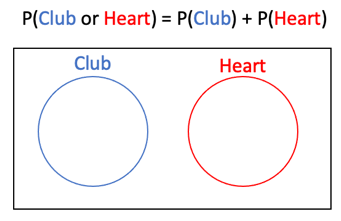 P(Club or Heart) = P(Club) + P(Heart)
Club
Heart